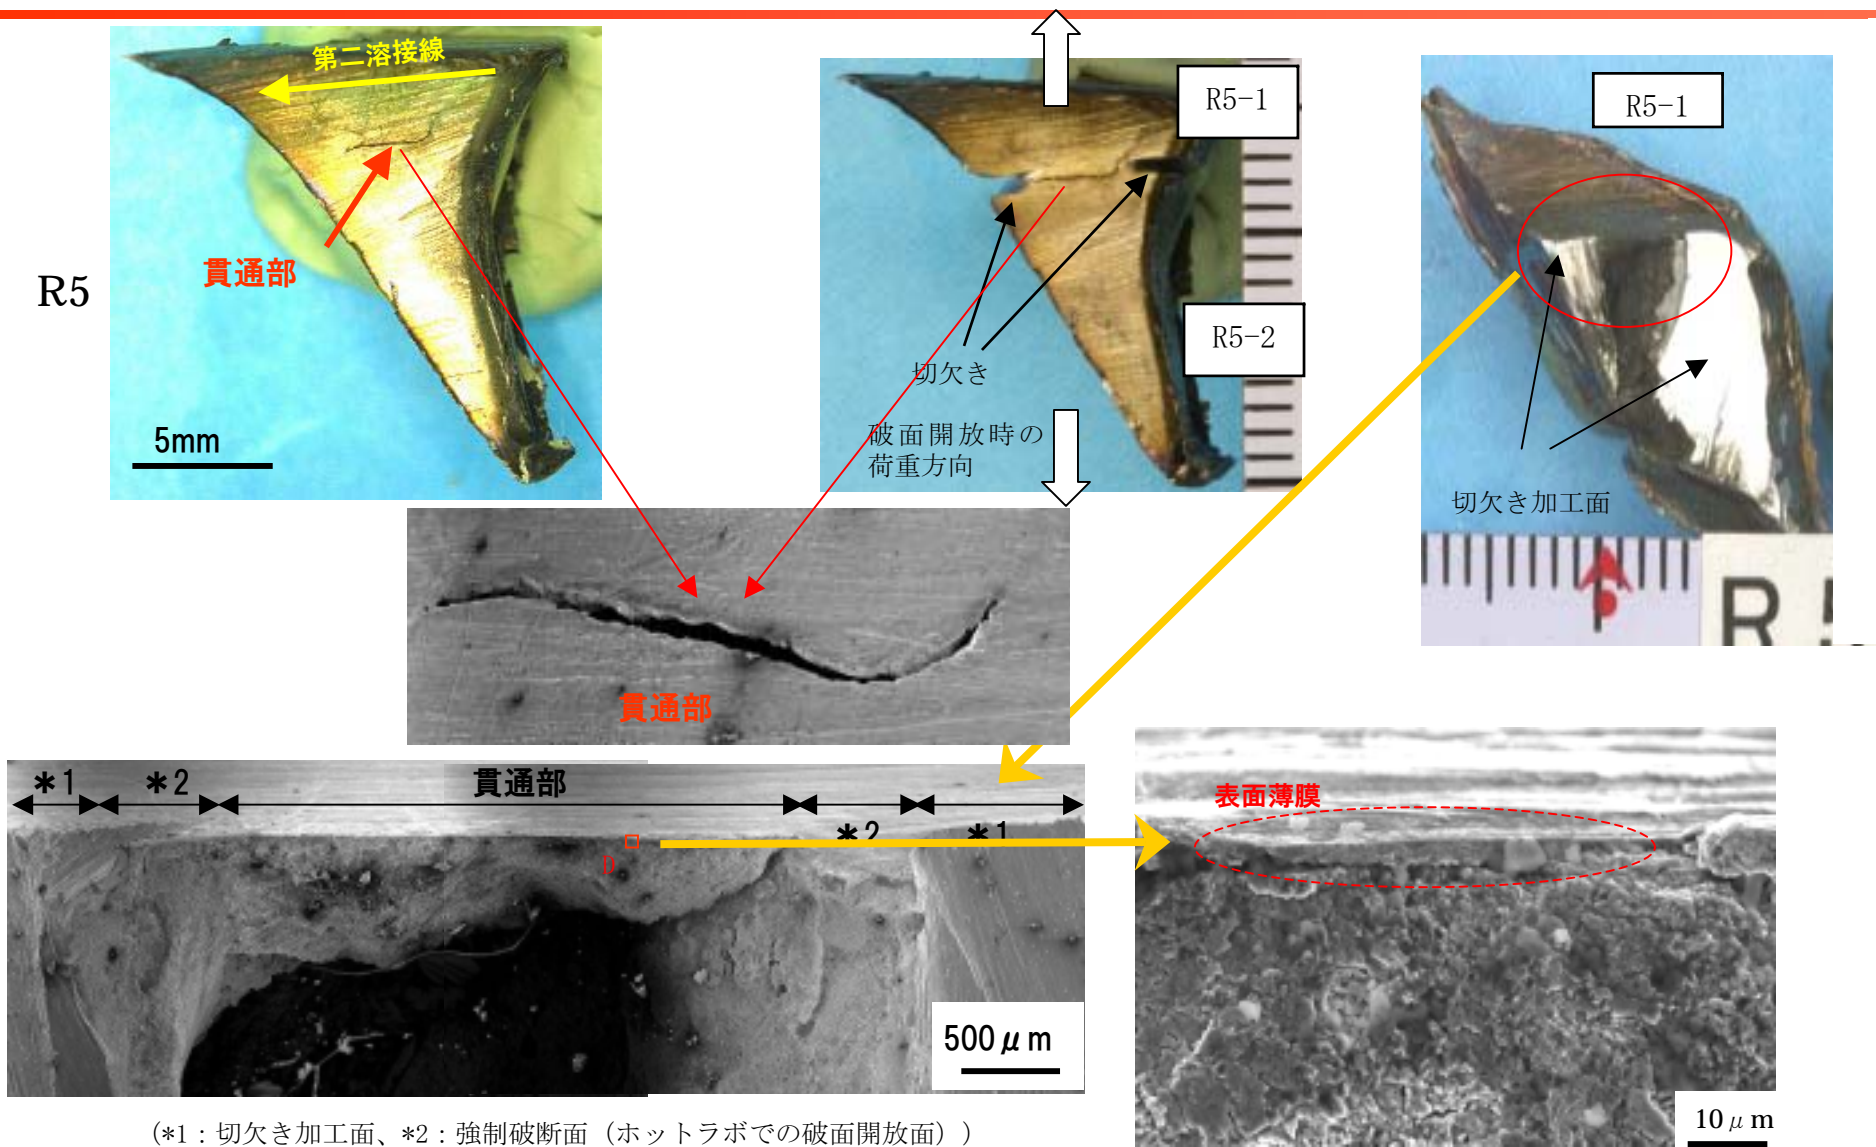 第二溶接線
R5-1
R5-1
貫通部
R5
R5-2
切欠き
5mm
破面開放時の
荷重方向
切欠き加工面
R 5
貫通部
*1
*2
貫通部
*2
*1
表面薄膜
500μm
10μm
(*1：切欠き加工面、*2：強制破断面（ホットラボでの破面開放面）)